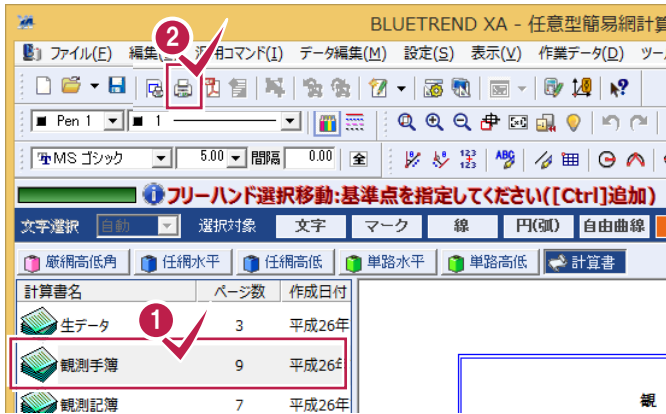 BLUETREND XA - 任意型簡易網計算
ファイル(F) 編集 汎用コマンド(I) データ編集(M) 設定(S) 表示(V) 作業データ(D) ツー
Pen 1 1
MS ゴシック 5.00 間隔 0.00 全
フリーハンド選択移動:基準点を指定してください([Ctrl]追加)
文字選択 自動 選択対象 文字 マーク 線 円(弧) 自由曲線
厳網高低角 任網水平 任網高低 単路水平 単路高低 計算書
計算書名 ページ数 作成日付
生データ 3 平成26年
1
2
観測手簿 9 平成26年
観測記簿 7 平成26年
観